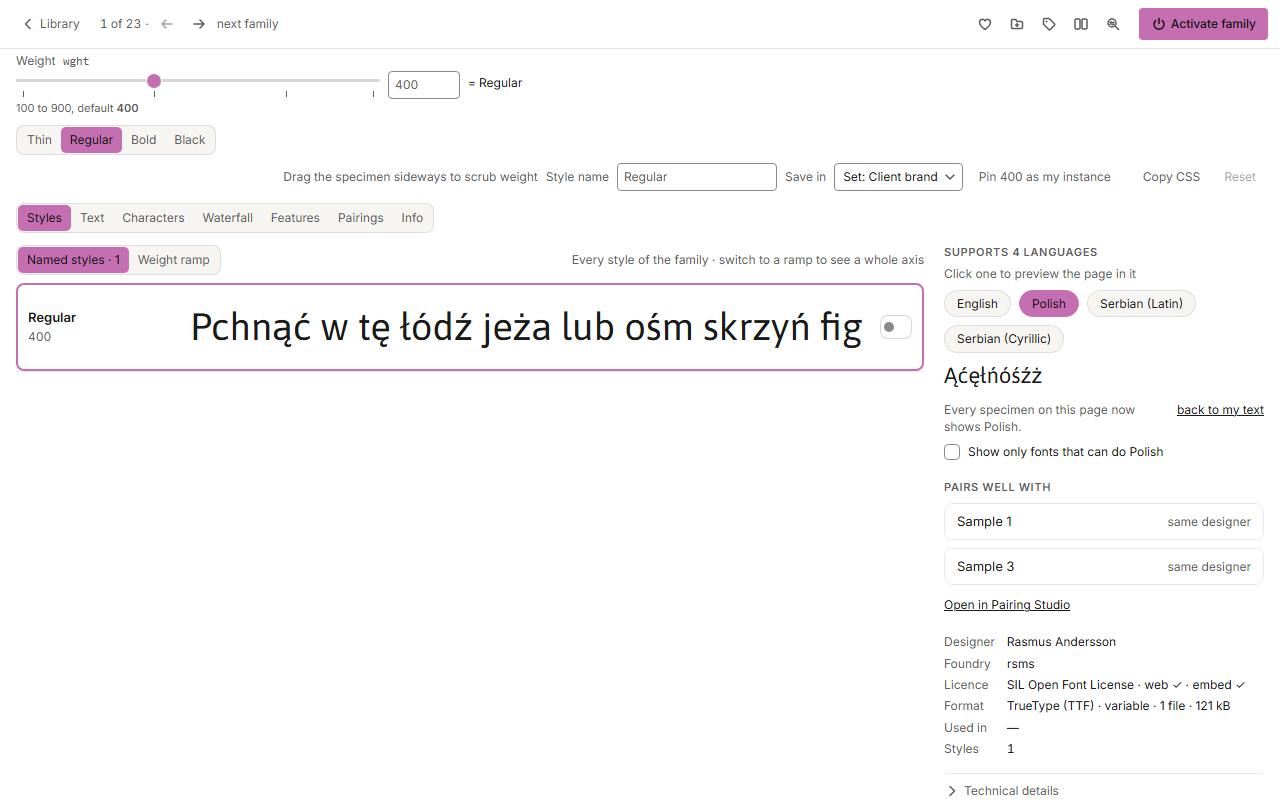 Library 1 of 23 · next family Activate family
Weight wght
400 = Regular
100 to 900, default 400
Thin Regular Bold Black
Drag the specimen sideways to scrub weight Style name Regular Save in Set: Client brand Pin 400 as my instance Copy CSS Reset
Styles Text Characters Waterfall Features Pairings Info
Named styles · 1 Weight ramp Every style of the family · switch to a ramp to see a whole axis
Regular
400
Pchnąć w tę łódź jeża lub ośm skrzyń fig
SUPPORTS 4 LANGUAGES
Click one to preview the page in it
English Polish Serbian (Latin)
Serbian (Cyrillic)
Ąćęłńóśźż
Every specimen on this page now shows Polish. back to my text
Show only fonts that can do Polish
PAIRS WELL WITH
Sample 1 same designer
Sample 3 same designer
Open in Pairing Studio
Designer Rasmus Andersson
Foundry rsms
Licence SIL Open Font License · web ✓ · embed ✓
Format TrueType (TTF) · variable · 1 file · 121 kB
Used in —
Styles 1
Technical details